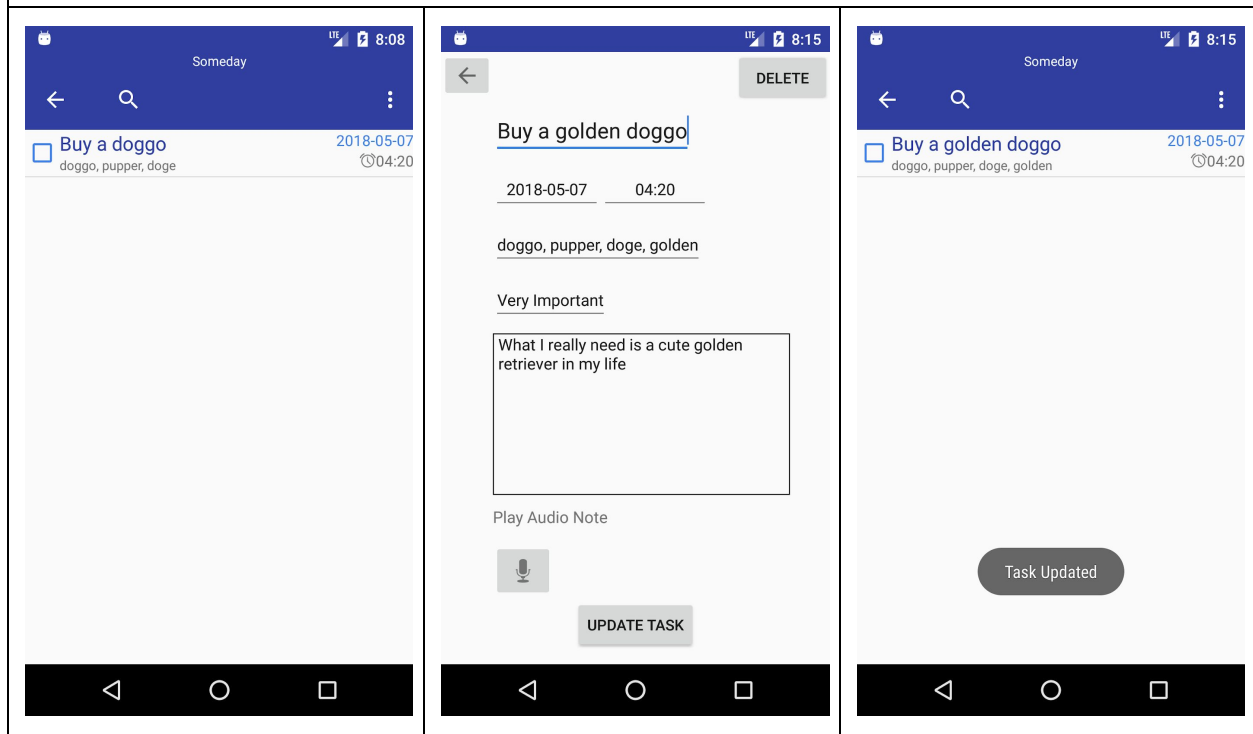 LTE 8:08
Someday
Buy a doggo
2018-05-07
doggo, pupper, doge
04:20
LTE 8:15
DELETE
Buy a golden doggo
2018-05-07 04:20
doggo, pupper, doge, golden
Very Important
What I really need is a cute golden
retriever in my life
Play Audio Note
UPDATE TASK
LTE 8:15
Someday
Buy a golden doggo
2018-05-07
doggo, pupper, doge, golden
04:20
Task Updated